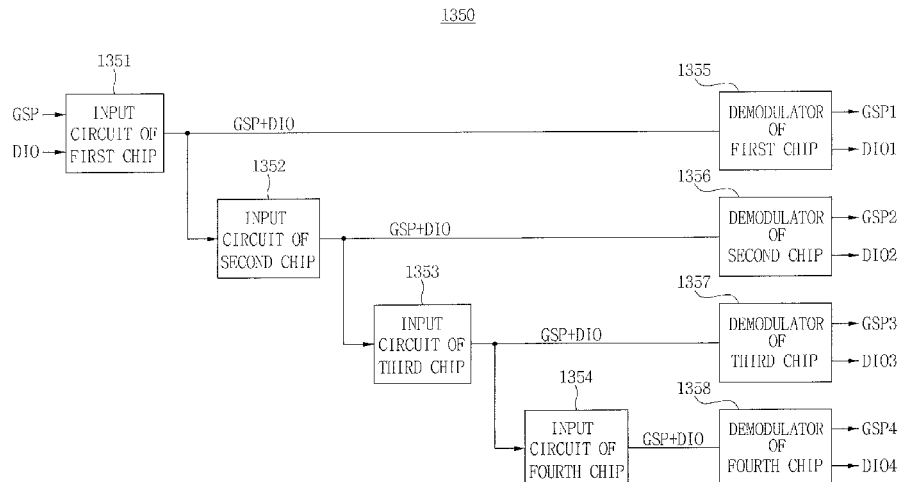 1350
1351
GSP
DIO
INPUT
CIRCUIT OF
FIRST CHIP
GSP+DIO
1355
DEMODULATOR
OF
FIRST CHIP
GSP1
DIO1
1352
INPUT
CIRCUIT OF
SECOND CHIP
GSP+DIO
1356
DEMODULATOR
OF
SECOND CHIP
GSP2
DIO2
1353
INPUT
CIRCUIT OF
THIRD CHIP
GSP+DIO
1357
DEMODULATOR
OF
THIRD CHIP
GSP3
DIO3
1354
INPUT
CIRCUIT OF
FOURTH CHIP
GSP+DIO
1358
DEMODULATOR
OF
FOURTH CHIP
GSP4
DIO4